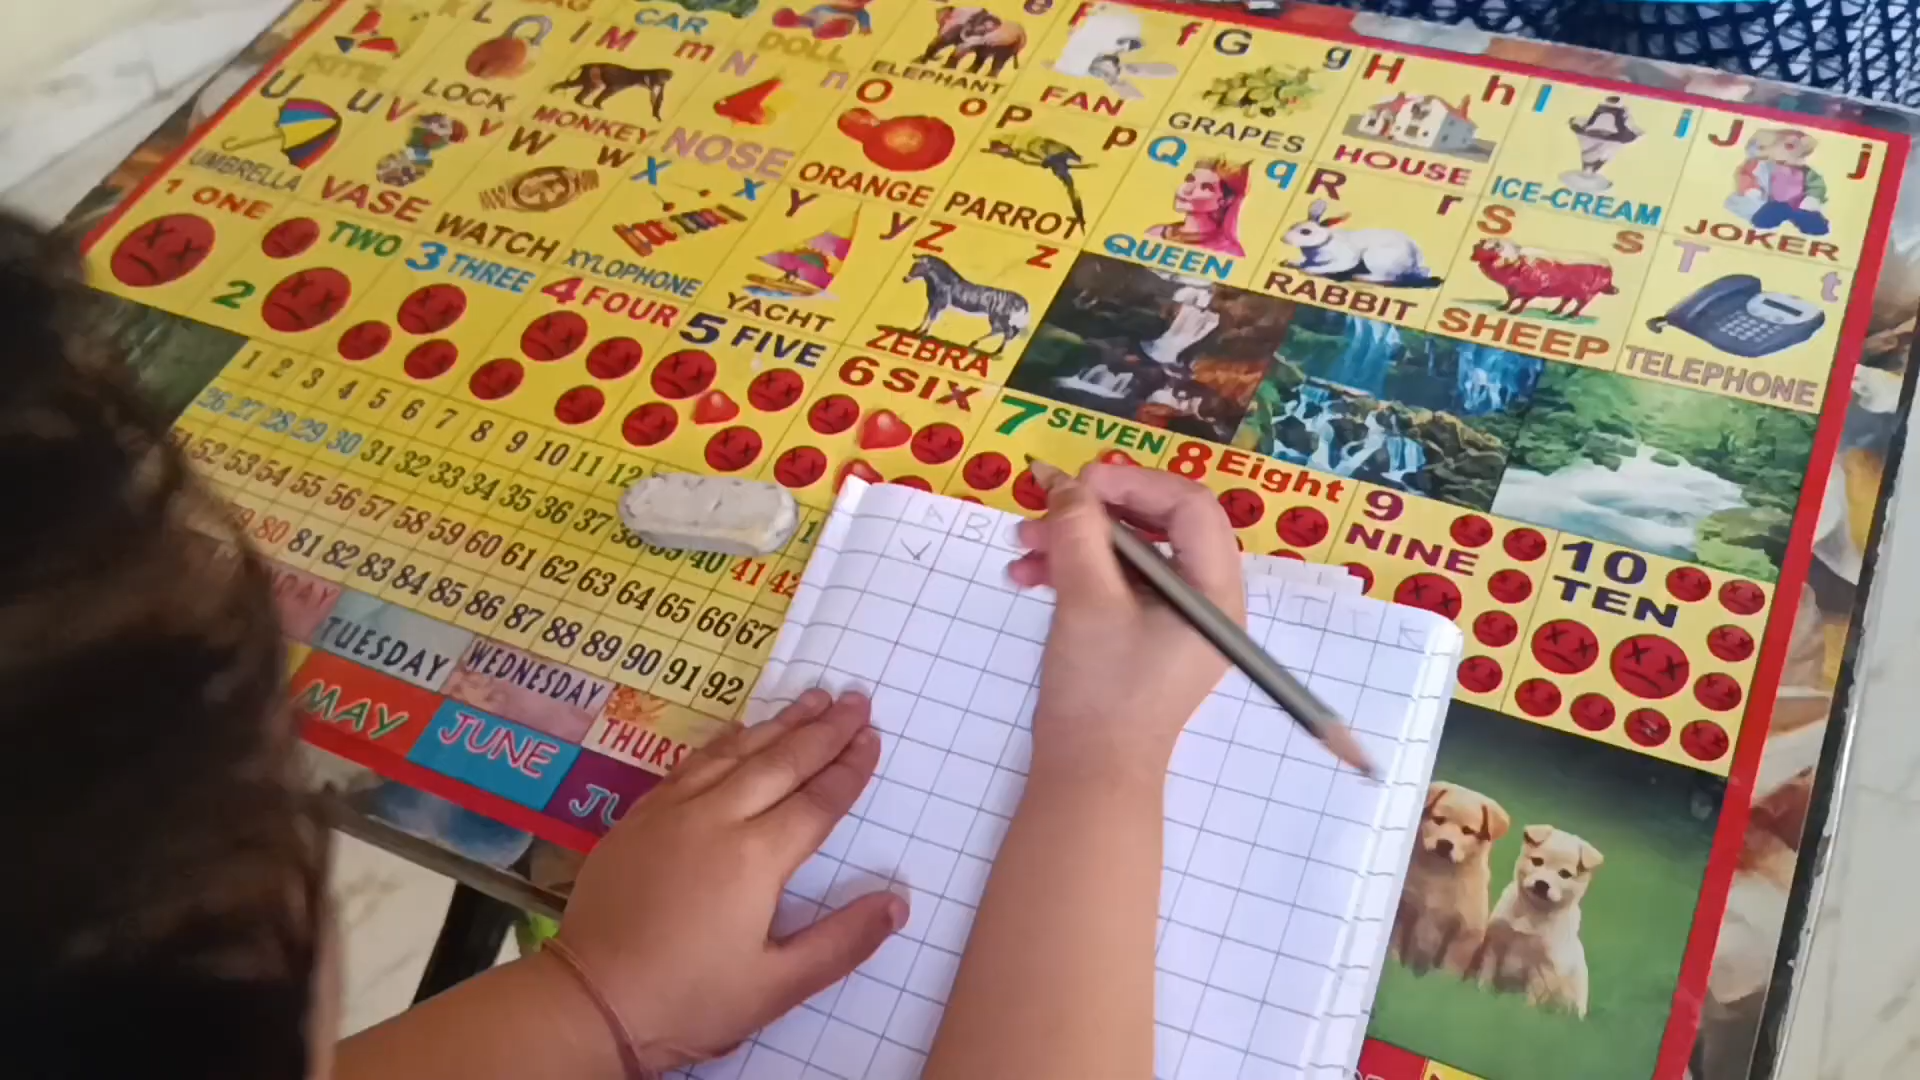 CAR
DOLL
ELEPHANT e
FAN f
G g GRAPES
H h HOUSE
I i ICE-CREAM
J j JOKER
KITE
L l LOCK
M m MONKEY
N n NOSE
O o ORANGE
P p PARROT
Q q QUEEN
R r RABBIT
S s SHEEP
T t TELEPHONE
U u UMBRELLA
V v VASE
W w WATCH
X x XYLOPHONE
Y y YACHT
Z z ZEBRA
1 ONE
2 TWO
3 THREE
4 FOUR
5 FIVE
6 SIX
7 SEVEN
8 Eight
9 NINE
10 TEN
1 2 3 4 5 6 7 8 9 10 11 12
26 27 28 29 30 31 32 33 34 35 36 37 38 39 40 41 42
52 53 54 55 56 57 58 59 60 61 62 63 64 65 66 67
80 81 82 83 84 85 86 87 88 89 90 91 92
TUESDAY WEDNESDAY
MAY JUNE
A B
H I J K